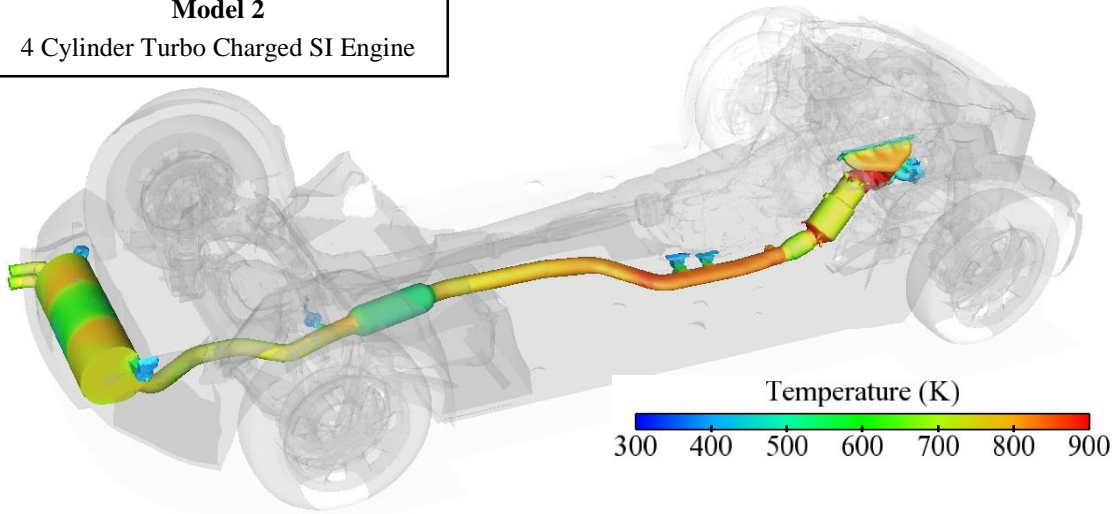 Model 2
4 Cylinder Turbo Charged SI Engine
Temperature (K)
300 400 500 600 700 800 900